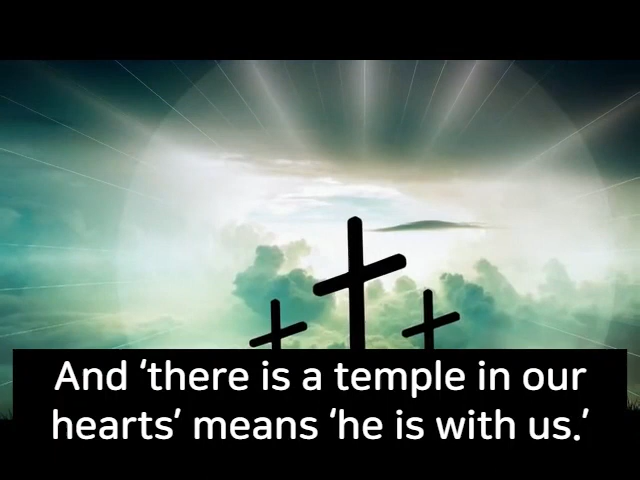 And ‘there is a temple in our
hearts’ means ‘he is with us.’